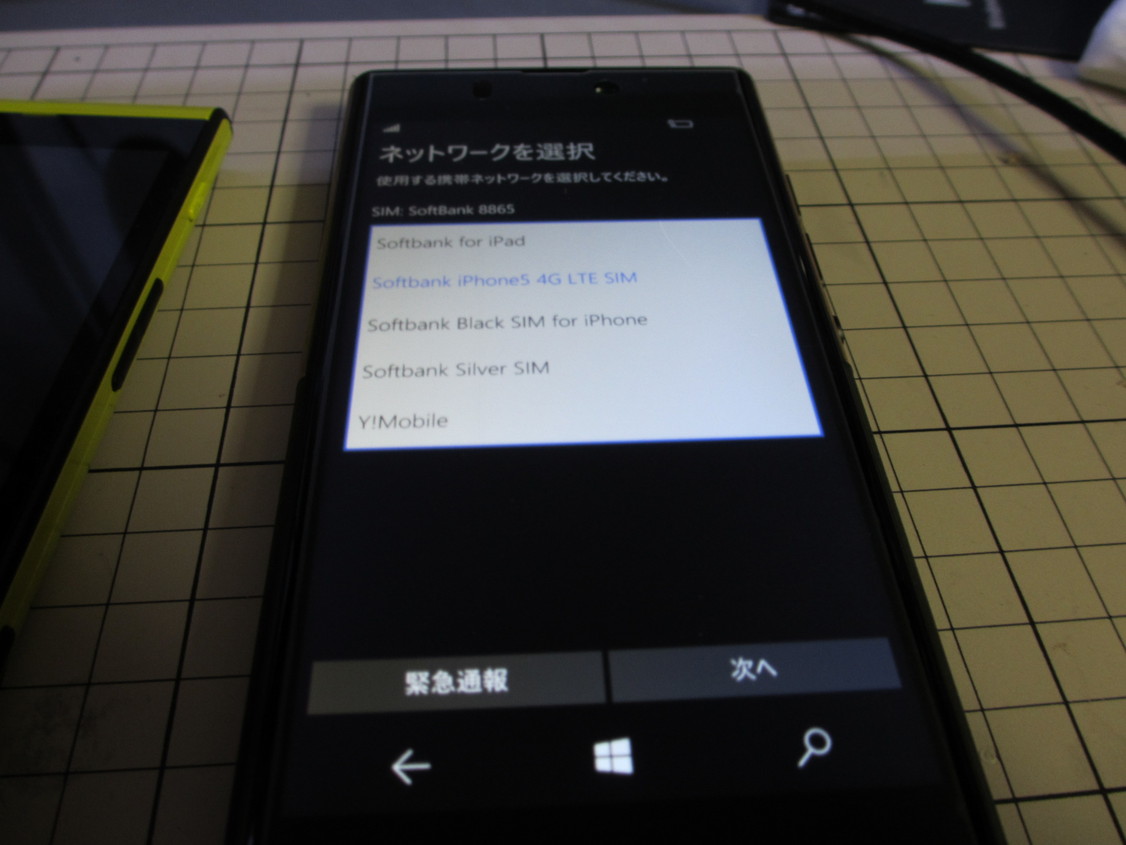 ネットワークを選択
使用する携帯ネットワークを選択してください。
SIM: SoftBank 8865
Softbank for iPad
Softbank iPhone5 4G LTE SIM
Softbank Black SIM for iPhone
Softbank Silver SIM
Y!Mobile
緊急通報
次へ